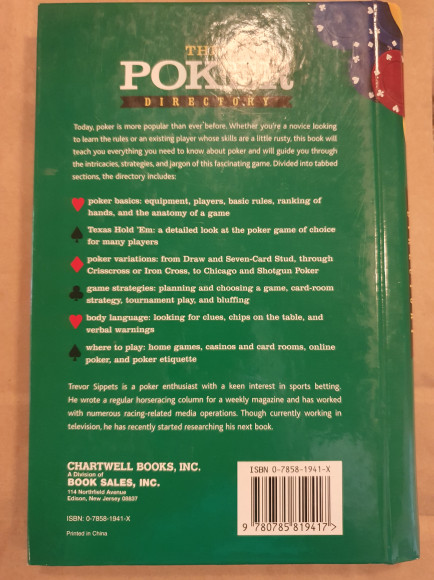 THE
POKER
DIRECTORY
Today, poker is more popular than ever before. Whether you're a novice looking
to learn the rules or an existing player whose skills are a little rusty, this book will
teach you everything you need to know about poker and will guide you through
the intricacies, strategies, and jargon of this fascinating game. Divided into tabbed
sections, the directory includes:
poker basics: equipment, players, basic rules, ranking of
hands, and the anatomy of a game
Texas Hold 'Em: a detailed look at the poker game of choice
for many players
poker variations: from Draw and Seven-Card Stud, through
Crisscross or Iron Cross, to Chicago and Shotgun Poker
game strategies: planning and choosing a game, card-room
strategy, tournament play, and bluffing
body language: looking for clues, chips on the table, and
verbal warnings
where to play: home games, casinos and card rooms, online
poker, and poker etiquette
Trevor Sippets is a poker enthusiast with a keen interest in sports betting.
He wrote a regular horseracing column for a weekly magazine and has worked
with numerous racing-related media operations. Though currently working in
television, he has recently started researching his next book.
CHARTWELL BOOKS, INC.
A Division of
BOOK SALES, INC.
114 Northfield Avenue
Edison, New Jersey 08837
ISBN: 0-7858-1941-X
Printed in China
ISBN 0-7858-1941-X
9 780785 819417 >